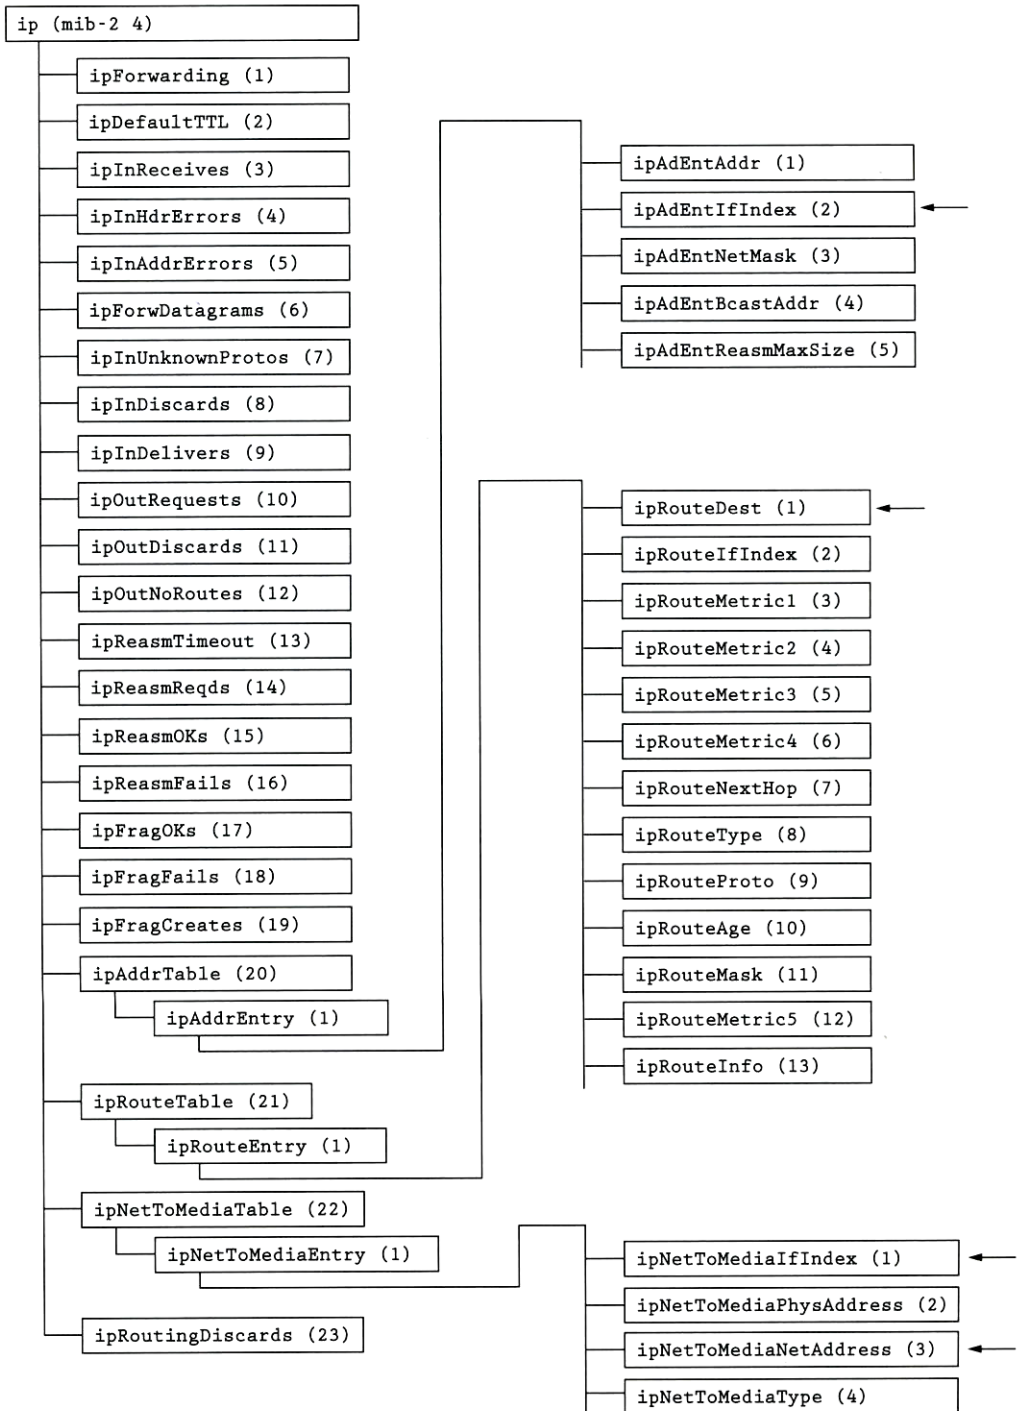 ip (mib-2 4)
ipForwarding (1)
ipDefaultTTL (2)
ipInReceives (3)
ipInHdrErrors (4)
ipInAddrErrors (5)
ipForwDatagrams (6)
ipInUnknownProtos (7)
ipInDiscards (8)
ipInDelivers (9)
ipOutRequests (10)
ipOutDiscards (11)
ipOutNoRoutes (12)
ipReasmTimeout (13)
ipReasmReqds (14)
ipReasmOKs (15)
ipReasmFails (16)
ipFragOKs (17)
ipFragFails (18)
ipFragCreates (19)
ipAddrTable (20)
ipAddrEntry (1)
ipAdEntAddr (1)
ipAdEntIfIndex (2)
ipAdEntNetMask (3)
ipAdEntBcastAddr (4)
ipAdEntReasmMaxSize (5)
ipRouteTable (21)
ipRouteEntry (1)
ipRouteDest (1)
ipRouteIfIndex (2)
ipRouteMetric1 (3)
ipRouteMetric2 (4)
ipRouteMetric3 (5)
ipRouteMetric4 (6)
ipRouteNextHop (7)
ipRouteType (8)
ipRouteProto (9)
ipRouteAge (10)
ipRouteMask (11)
ipRouteMetric5 (12)
ipRouteInfo (13)
ipNetToMediaTable (22)
ipNetToMediaEntry (1)
ipNetToMediaIfIndex (1)
ipNetToMediaPhysAddress (2)
ipNetToMediaNetAddress (3)
ipNetToMediaType (4)
ipRoutingDiscards (23)